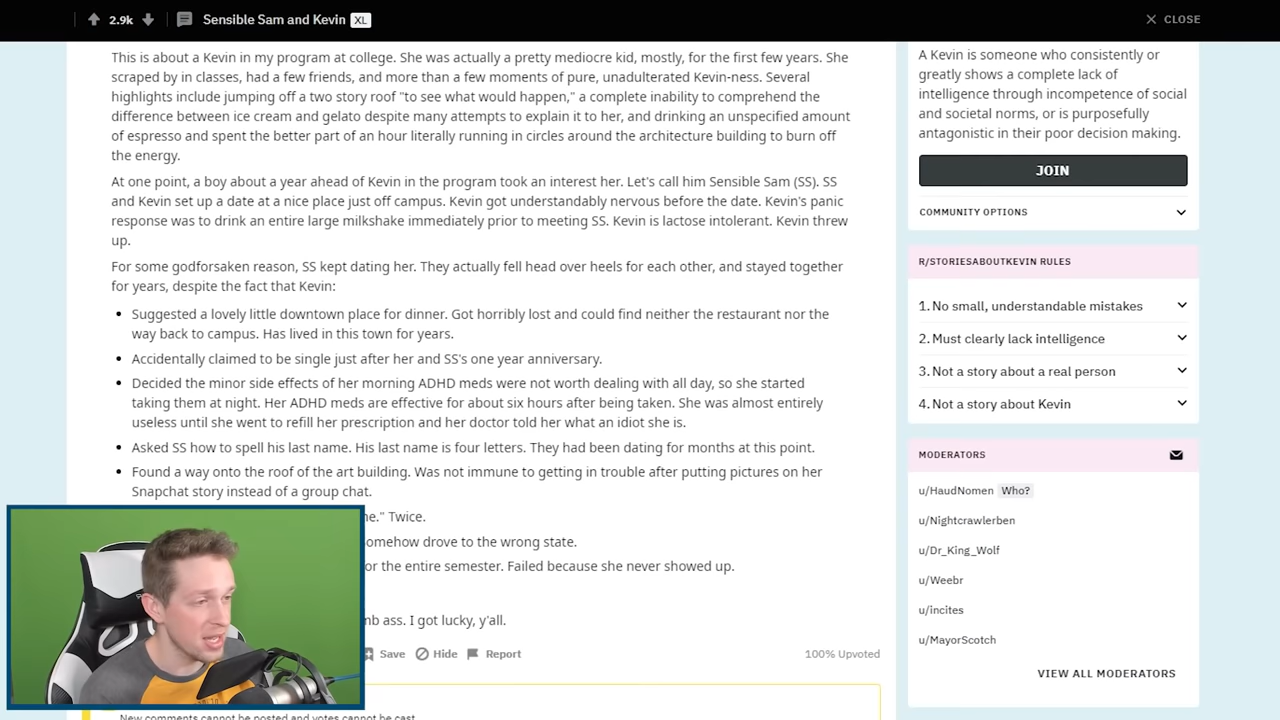 2.9k
Sensible Sam and Kevin XL
CLOSE
This is about a Kevin in my program at college. She was actually a pretty mediocre kid, mostly, for the first few years. She
scraped by in classes, had a few friends, and more than a few moments of pure, unadulterated Kevin-ness. Several
highlights include jumping off a two story roof "to see what would happen," a complete inability to comprehend the
difference between ice cream and gelato despite many attempts to explain it to her, and drinking an unspecified amount
of espresso and spent the better part of an hour literally running in circles around the architecture building to burn off
the energy.
At one point, a boy about a year ahead of Kevin in the program took an interest her. Let's call him Sensible Sam (SS). SS
and Kevin set up a date at a nice place just off campus. Kevin got understandably nervous before the date. Kevin's panic
response was to drink an entire large milkshake immediately prior to meeting SS. Kevin is lactose intolerant. Kevin threw
up.
For some godforsaken reason, SS kept dating her. They actually fell head over heels for each other, and stayed together
for years, despite the fact that Kevin:
• Suggested a lovely little downtown place for dinner. Got horribly lost and could find neither the restaurant nor the
way back to campus. Has lived in this town for years.
• Accidentally claimed to be single just after her and SS's one year anniversary.
• Decided the minor side effects of her morning ADHD meds were not worth dealing with all day, so she started
taking them at night. Her ADHD meds are effective for about six hours after being taken. She was almost entirely
useless until she went to refill her prescription and her doctor told her what an idiot she is.
• Asked SS how to spell his last name. His last name is four letters. They had been dating for months at this point.
• Found a way onto the roof of the art building. Was not immune to getting in trouble after putting pictures on her
Snapchat story instead of a group chat.
" Twice.
somehow drove to the wrong state.
or the entire semester. Failed because she never showed up.
ass. I got lucky, y'all.
Save Hide Report
100% Upvoted
New comments cannot be posted and votes cannot be cast
A Kevin is someone who consistently or
greatly shows a complete lack of
intelligence through incompetence of social
and societal norms, or is purposefully
antagonistic in their poor decision making.
JOIN
COMMUNITY OPTIONS
R/STORIESABOUTKEVIN RULES
1. No small, understandable mistakes
2. Must clearly lack intelligence
3. Not a story about a real person
4. Not a story about Kevin
MODERATORS
u/HaudNomen Who?
u/Nightcrawlerben
u/Dr_King_Wolf
u/Weebr
u/incites
u/MayorScotch
VIEW ALL MODERATORS